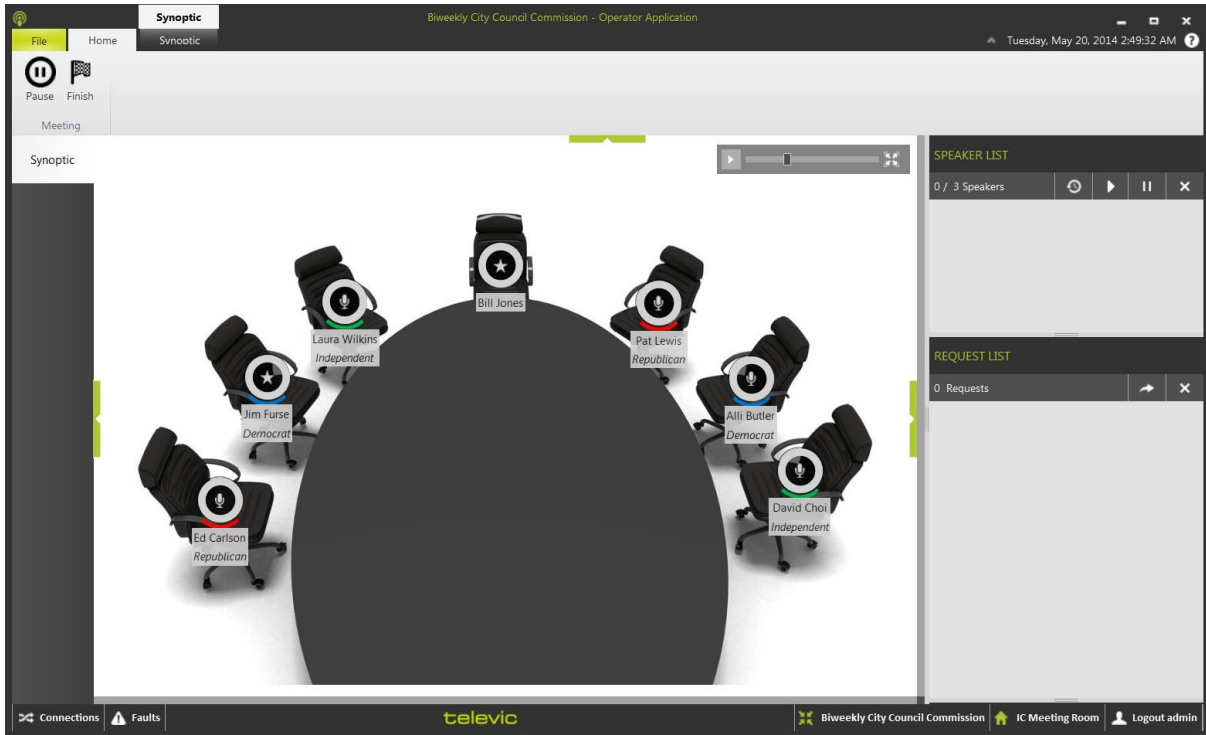 Synoptic
Biweekly City Council Commission - Operator Application
File
Home
Synoptic
Tuesday, May 20, 2014 2:49:32 AM
?
Pause
Finish
Meeting
Synoptic
SPEAKER LIST
0 / 3 Speakers
Bill Jones
Laura Wilkins
Independent
Pat Lewis
Republican
REQUEST LIST
0 Requests
Jim Furse
Democrat
Alli Butler
Democrat
David Choi
Independent
Ed Carlson
Republican
Connections
Faults
televic
Biweekly City Council Commission
IC Meeting Room
Logout admin